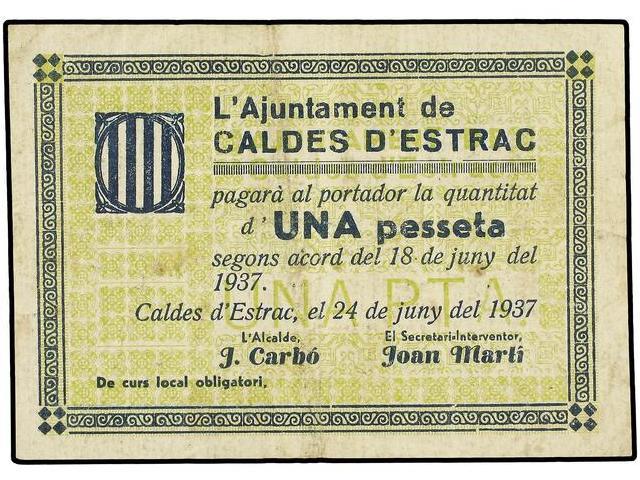 L'Ajuntament de
CALDES D'ESTRAC
pagarà al portador la quantitat
d' UNA pesseta
segons acord del 18 de juny del
1937.
Caldes d'Estrac, el 24 de juny del 1937
L'Alcalde,
J. Carbó
El Secretari-Interventor,
Joan Martí
De curs local obligatori.
UNA PTA